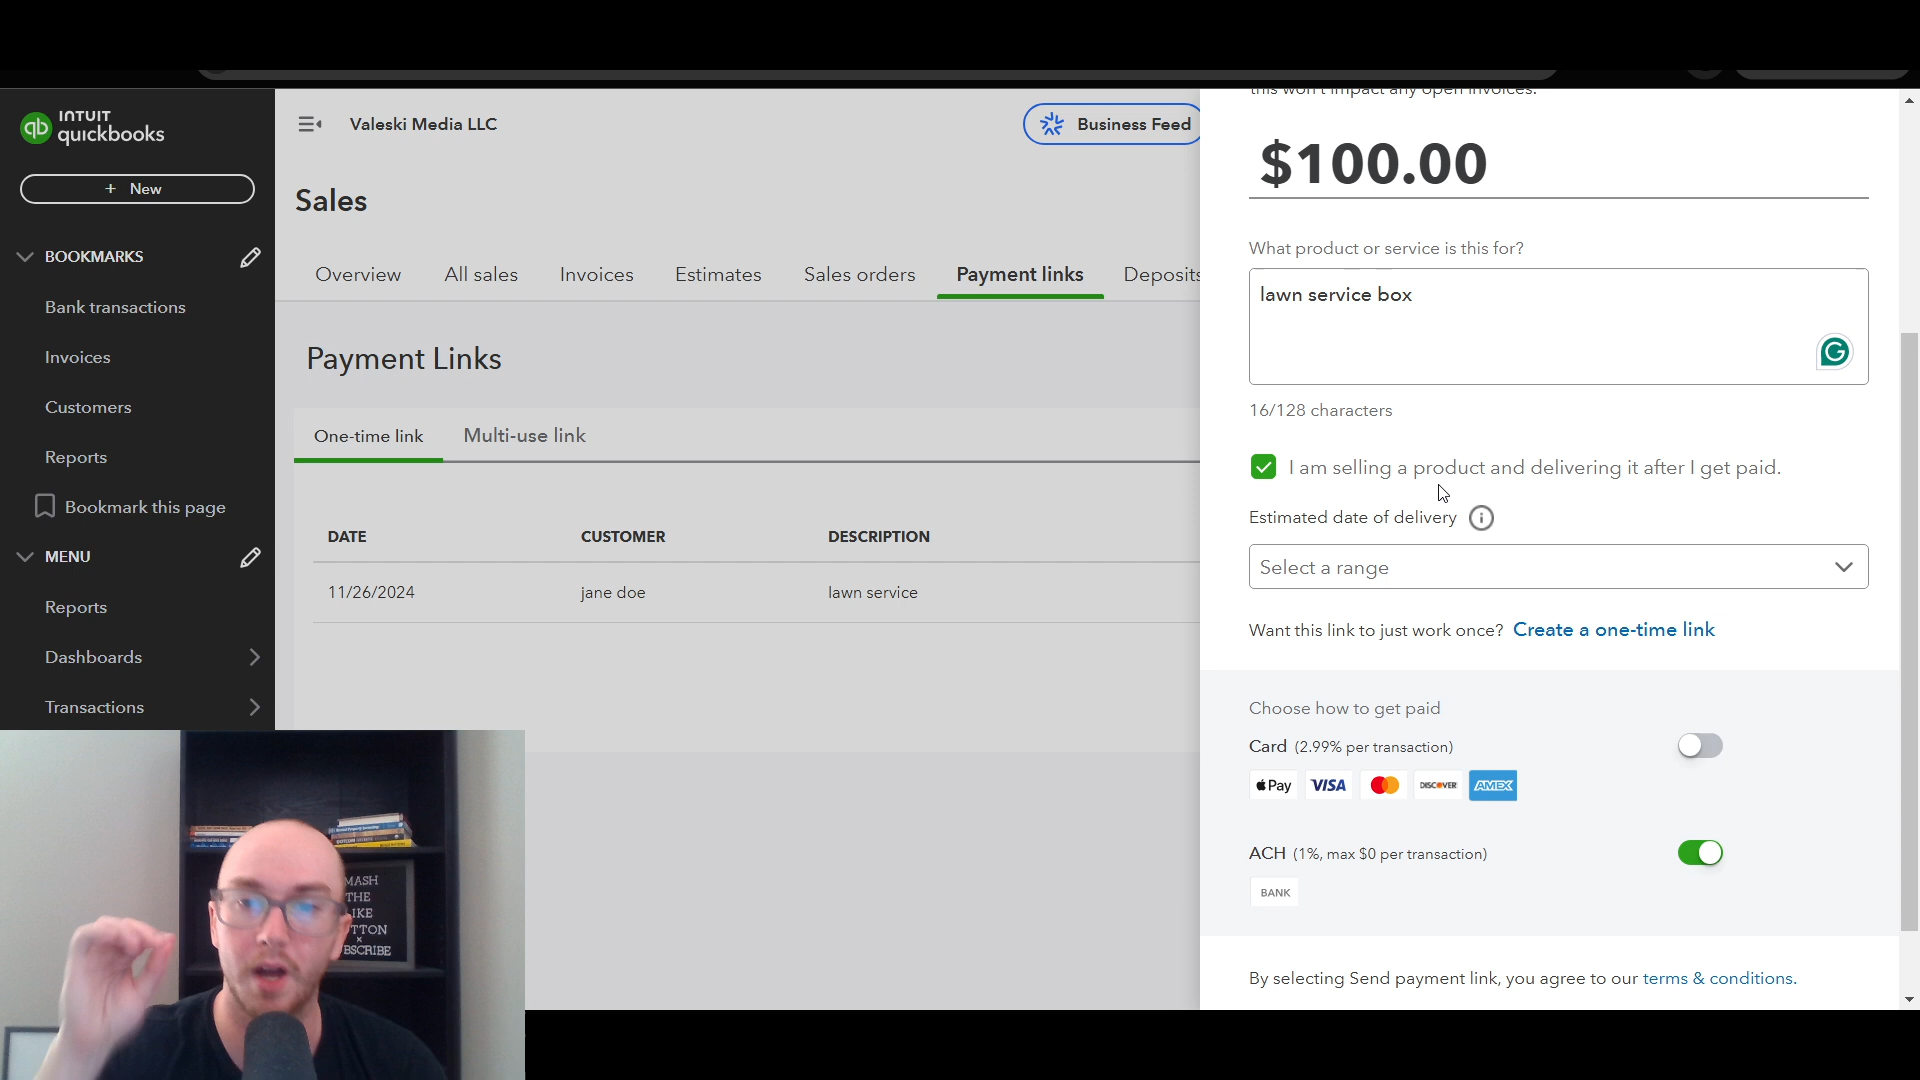 INTUIT
quickbooks
+ New
BOOKMARKS
Bank transactions
Invoices
Customers
Reports
Bookmark this page
MENU
Reports
Dashboards
Transactions
Valeski Media LLC
Business Feed
Sales
Overview
All sales
Invoices
Estimates
Sales orders
Payment links
Deposits
Payment Links
One-time link
Multi-use link
DATE
CUSTOMER
DESCRIPTION
11/26/2024
jane doe
lawn service
this won't impact any open invoices.
$100.00
What product or service is this for?
lawn service box
16/128 characters
I am selling a product and delivering it after I get paid.
Estimated date of delivery
Select a range
Want this link to just work once? Create a one-time link
Choose how to get paid
Card (2.99% per transaction)
Pay
VISA
DISCOVER
AMEX
ACH (1%, max $0 per transaction)
BANK
By selecting Send payment link, you agree to our terms & conditions.
MASH
THE
IKE
TTON
×
BSCRIBE